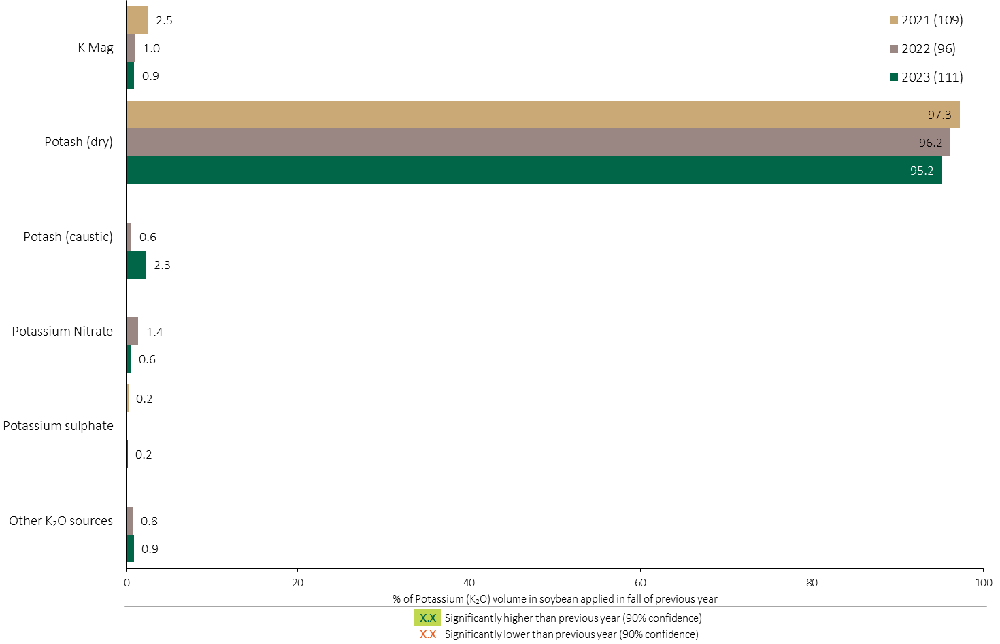 2.5
K Mag
1.0
0.9
2021 (109)
2022 (96)
2023 (111)
97.3
Potash (dry)
96.2
95.2
Potash (caustic)
0.6
2.3
Potassium Nitrate
1.4
0.6
0.2
Potassium sulphate
0.2
Other K₂O sources
0.8
0.9
0 20 40 60 80 100
% of Potassium (K₂O) volume in soybean applied in fall of previous year
X.X Significantly higher than previous year (90% confidence)
X.X Significantly lower than previous year (90% confidence)